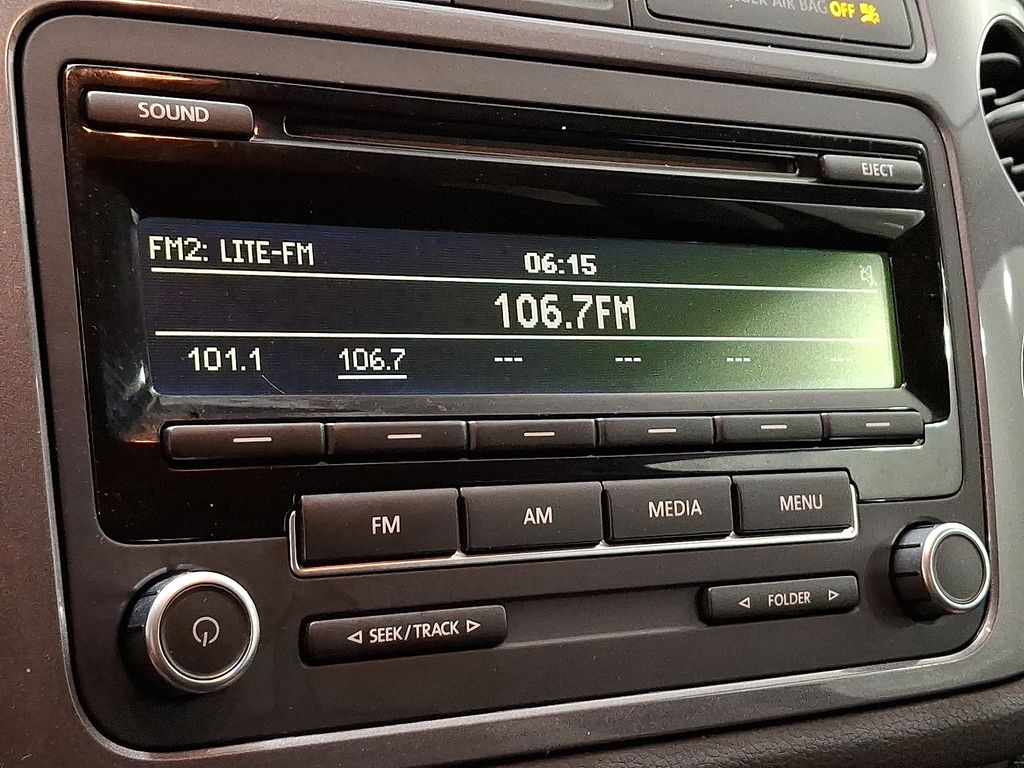 AIR BAG OFF
SOUND
EJECT
FM2: LITE-FM
06:15
106.7FM
101.1 106.7 --- --- --- ---
FM AM MEDIA MENU
SEEK/TRACK
FOLDER